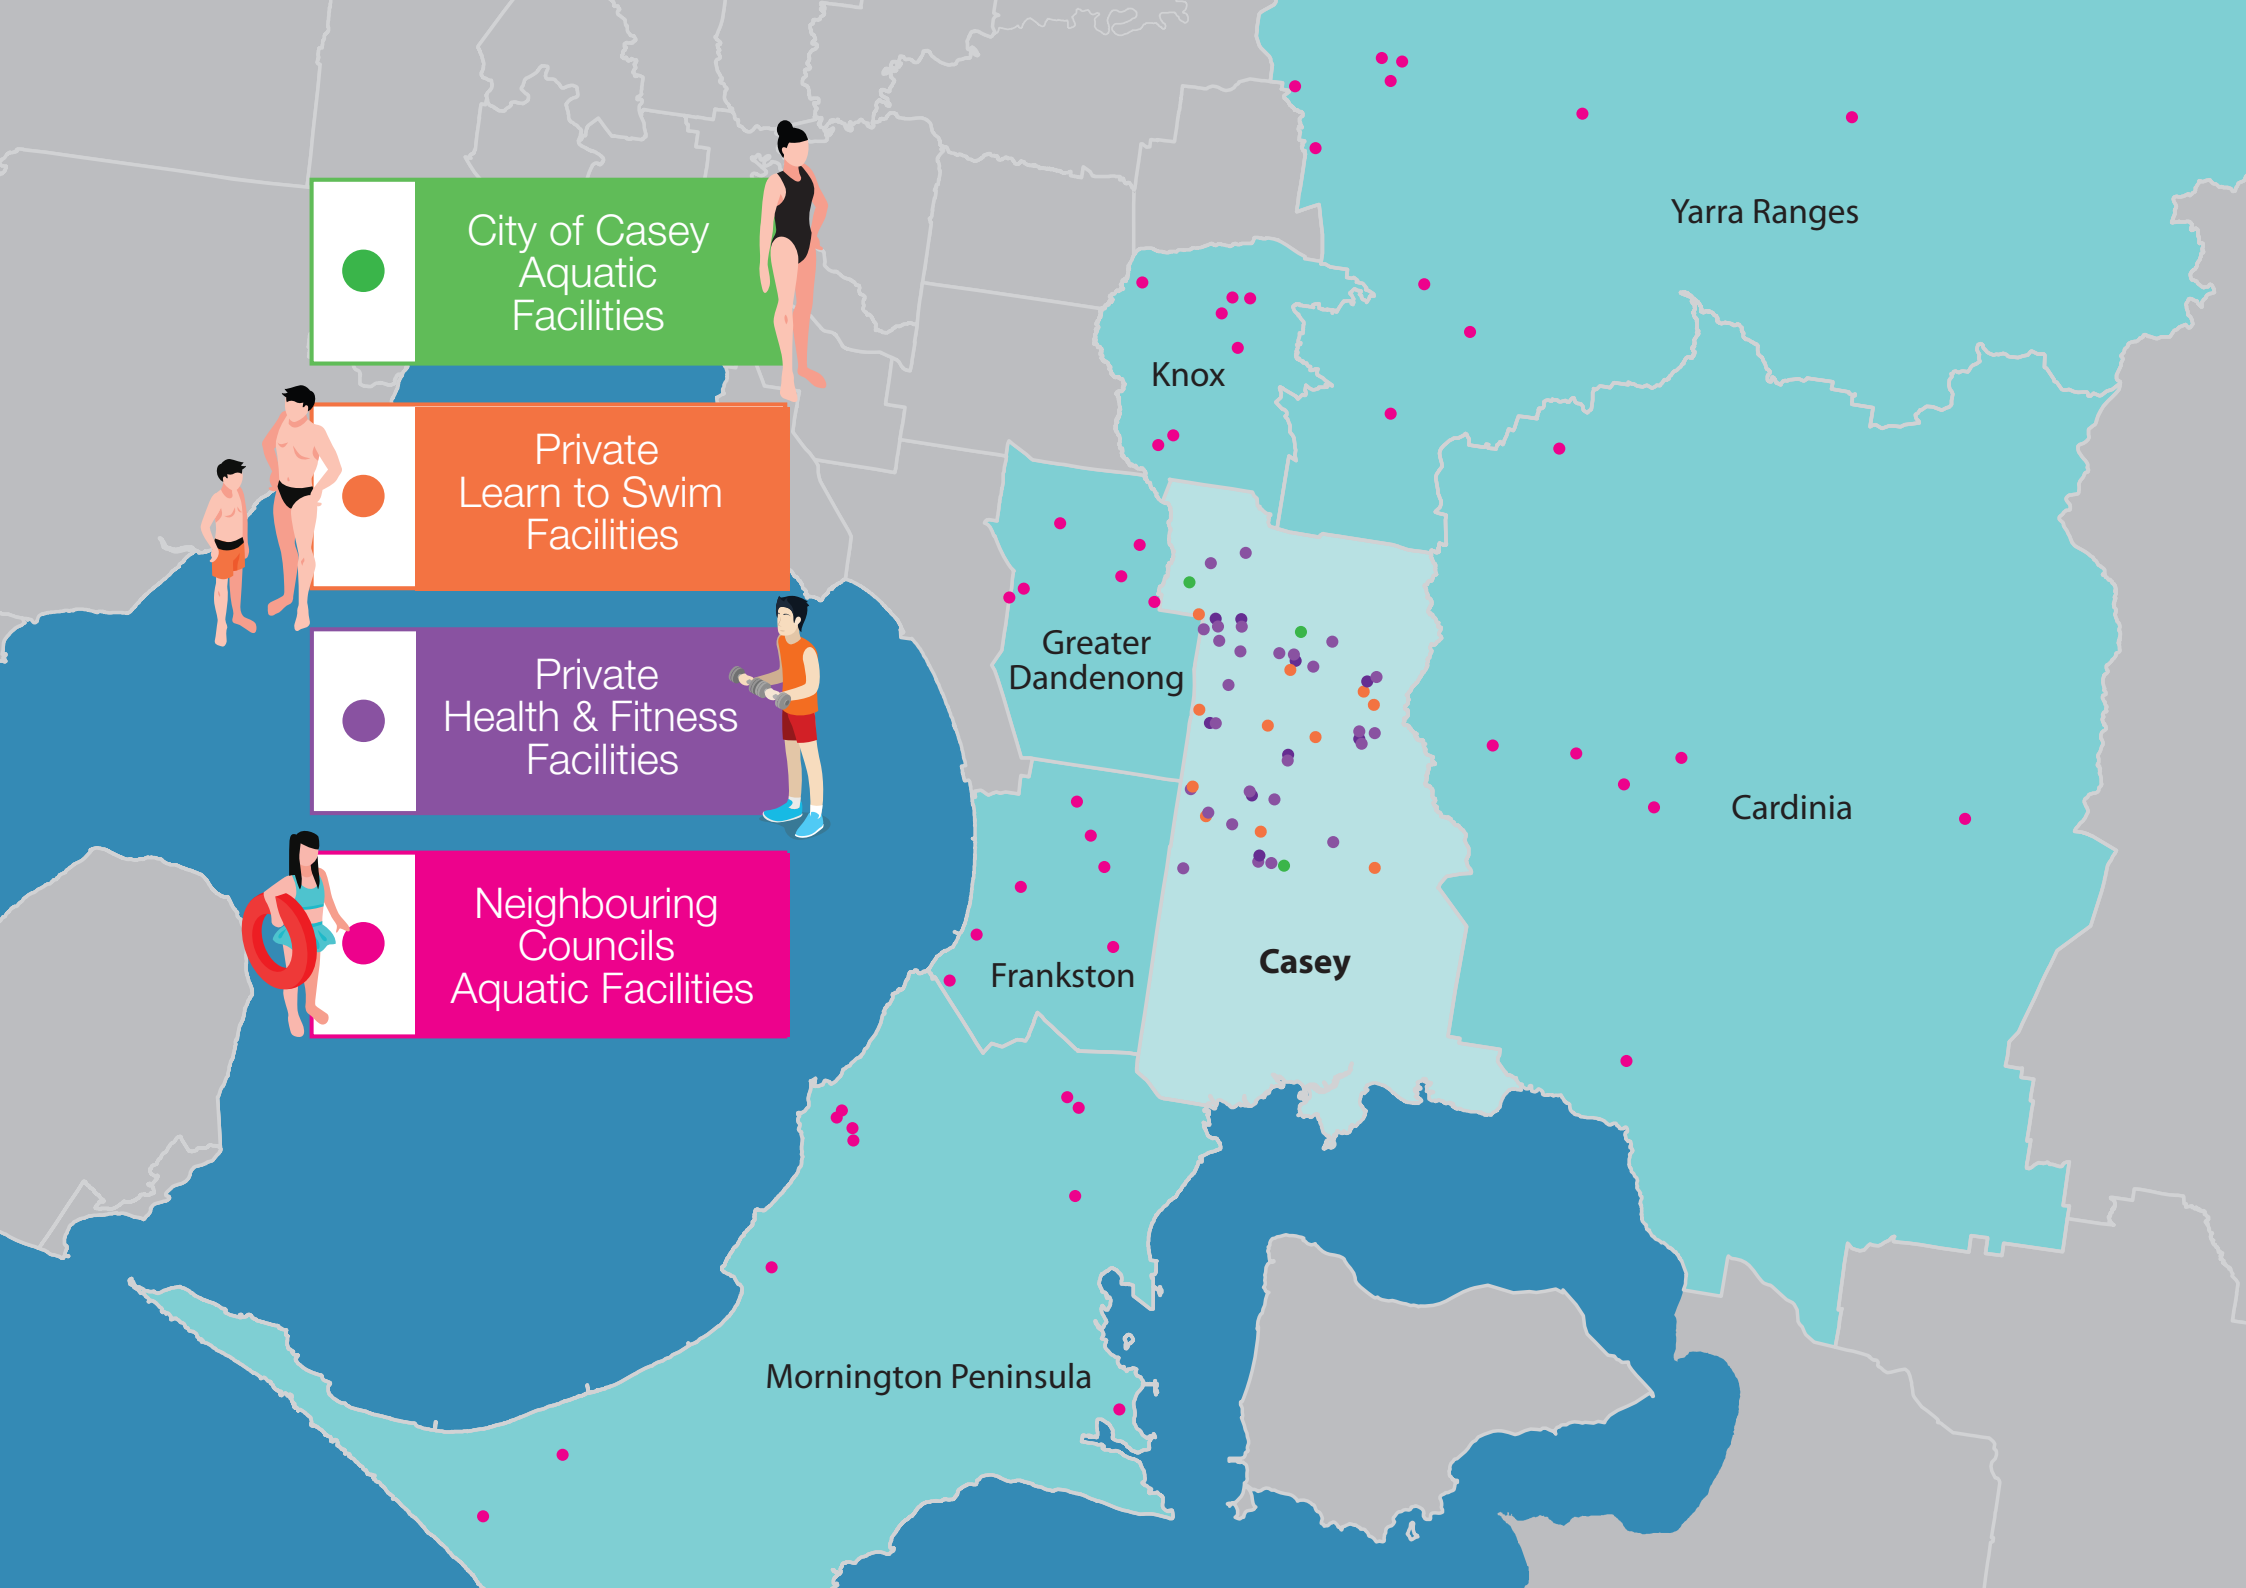 City of Casey
Aquatic
Facilities
Private
Learn to Swim
Facilities
Private
Health & Fitness
Facilities
Neighbouring
Councils
Aquatic Facilities
Yarra Ranges
Knox
Greater
Dandenong
Cardinia
Casey
Frankston
Mornington Peninsula